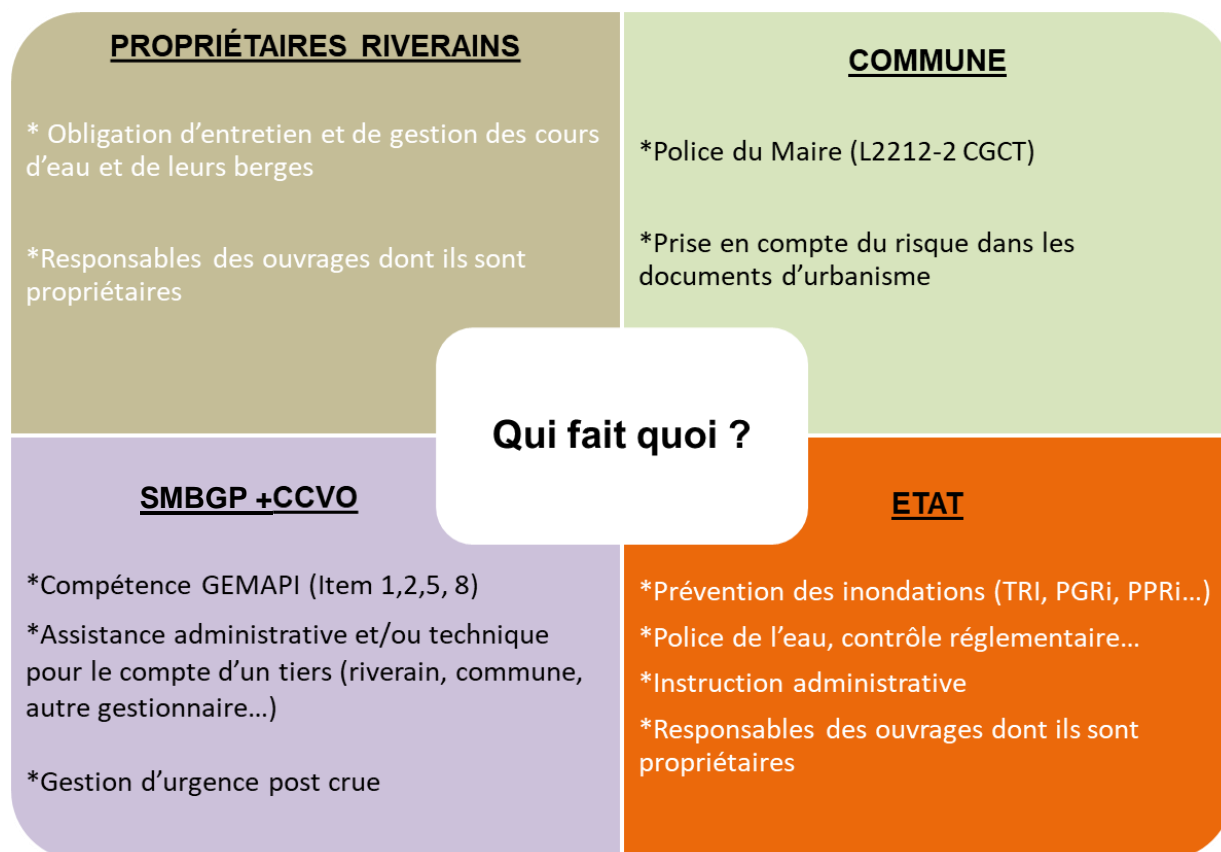 PROPRIÉTAIRES RIVERAINS
* Obligation d’entretien et de gestion des cours
d’eau et de leurs berges
*Responsables des ouvrages dont ils sont
propriétaires
COMMUNE
*Police du Maire (L2212-2 CGCT)
*Prise en compte du risque dans les
documents d’urbanisme
Qui fait quoi ?
SMBGP +CCVO
*Compétence GEMAPI (Item 1,2,5, 8)
*Assistance administrative et/ou technique
pour le compte d’un tiers (riverain, commune,
autre gestionnaire…)
*Gestion d’urgence post crue
ETAT
*Prévention des inondations (TRI, PGRi, PPRi…)
*Police de l’eau, contrôle réglementaire…
*Instruction administrative
*Responsables des ouvrages dont ils sont
propriétaires